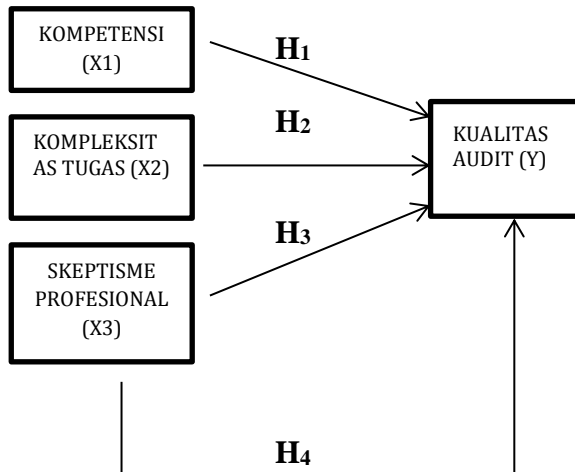 KOMPETENSI
(X1)
H1
H2
KOMPLEKSIT
AS TUGAS (X2)
KUALITAS
AUDIT (Y)
H3
SKEPTISME
PROFESIONAL
(X3)
H4